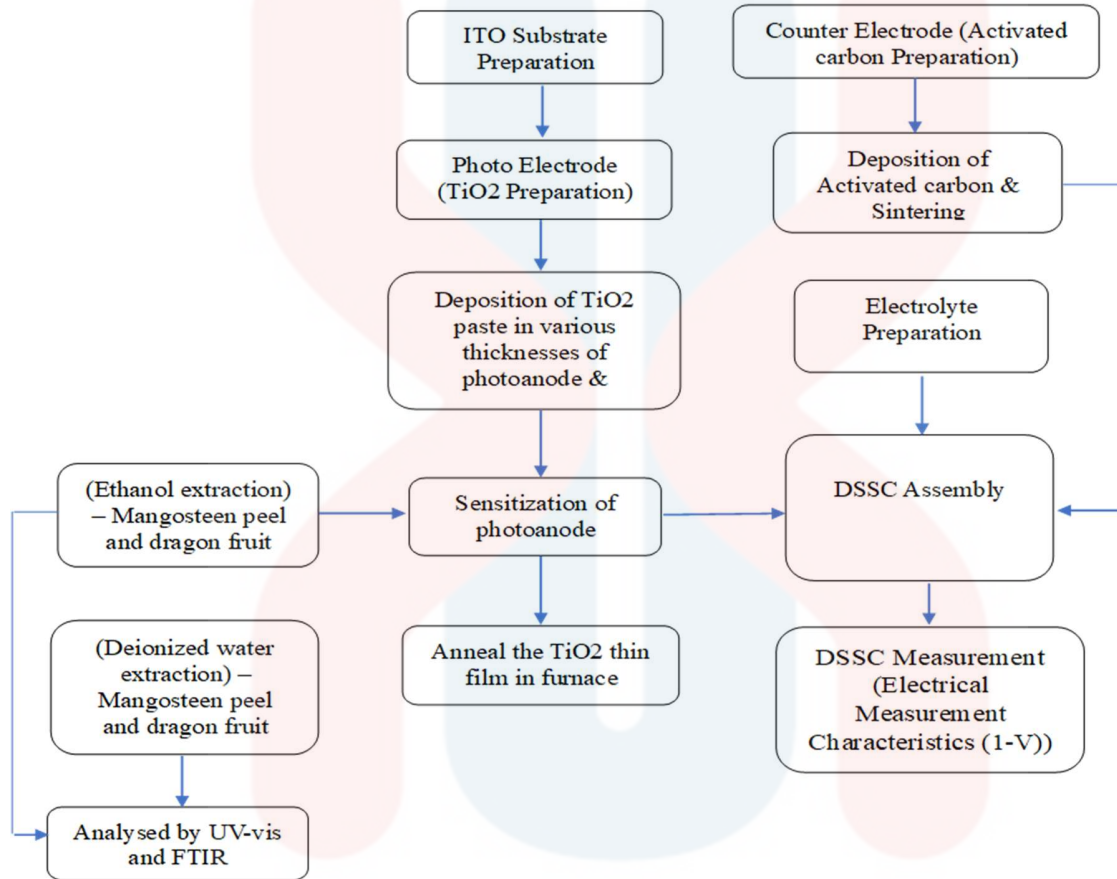 ITO Substrate
Preparation
Counter Electrode (Activated
carbon Preparation)
Photo Electrode
(TiO2 Preparation)
Deposition of
Activated carbon &
Sintering
Deposition of TiO2
paste in various
thicknesses of
photoanode &
Electrolyte
Preparation
(Ethanol extraction)
– Mangosteen peel
and dragon fruit
Sensitization of
photoanode
DSSC Assembly
(Deionized water
extraction) –
Mangosteen peel
and dragon fruit
Anneal the TiO2 thin
film in furnace
DSSC Measurement
(Electrical
Measurement
Characteristics (1-V))
Analysed by UV-vis
and FTIR